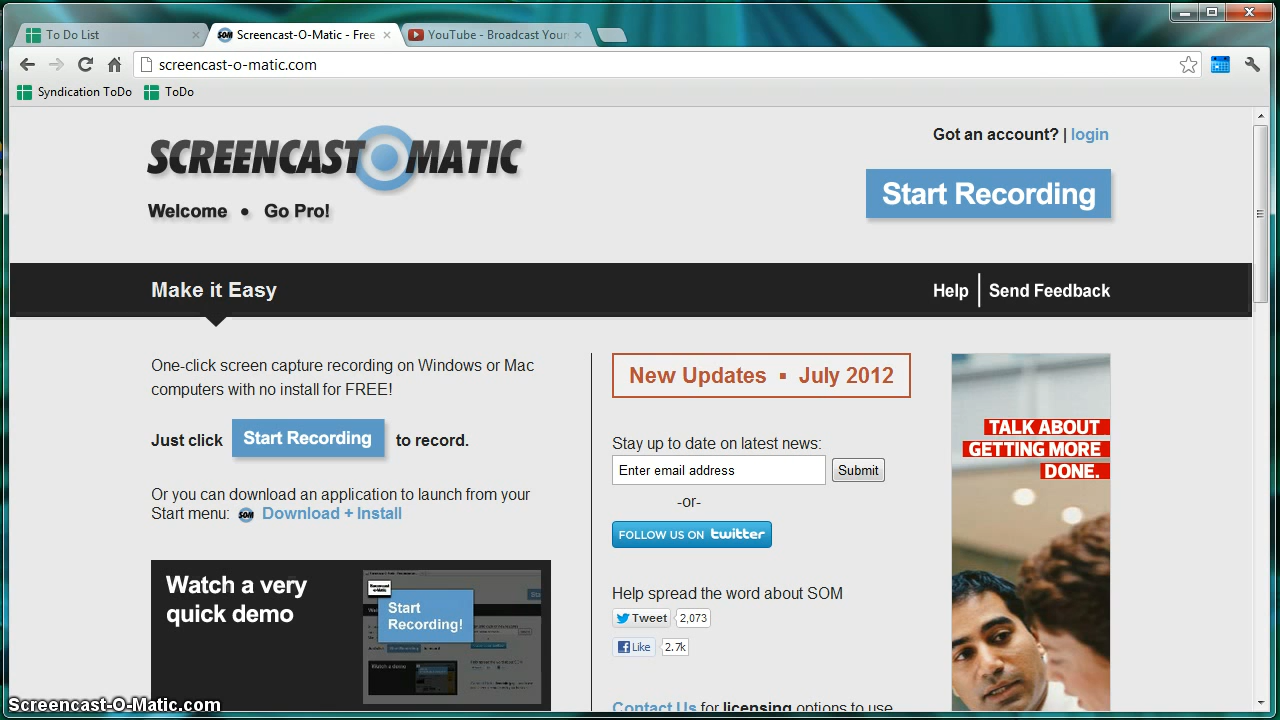 To Do List
Screencast-O-Matic - Free
YouTube - Broadcast Your
screencast-o-matic.com
Syndication ToDo ToDo
SCREENCAST O MATIC
Got an account? | login
Start Recording
Welcome • Go Pro!
Make it Easy
Help
Send Feedback
One-click screen capture recording on Windows or Mac
computers with no install for FREE!
Just click Start Recording to record.
Or you can download an application to launch from your
Start menu: SOM Download + Install
Watch a very
quick demo
Start
Recording!
New Updates ▪ July 2012
Stay up to date on latest news:
Enter email address Submit
-or-
FOLLOW US ON twitter
Help spread the word about SOM
Tweet 2,073
Like 2.7k
Contact Us for licensing options to use
TALK ABOUT
GETTING MORE
DONE.
Screencast-O-Matic.com